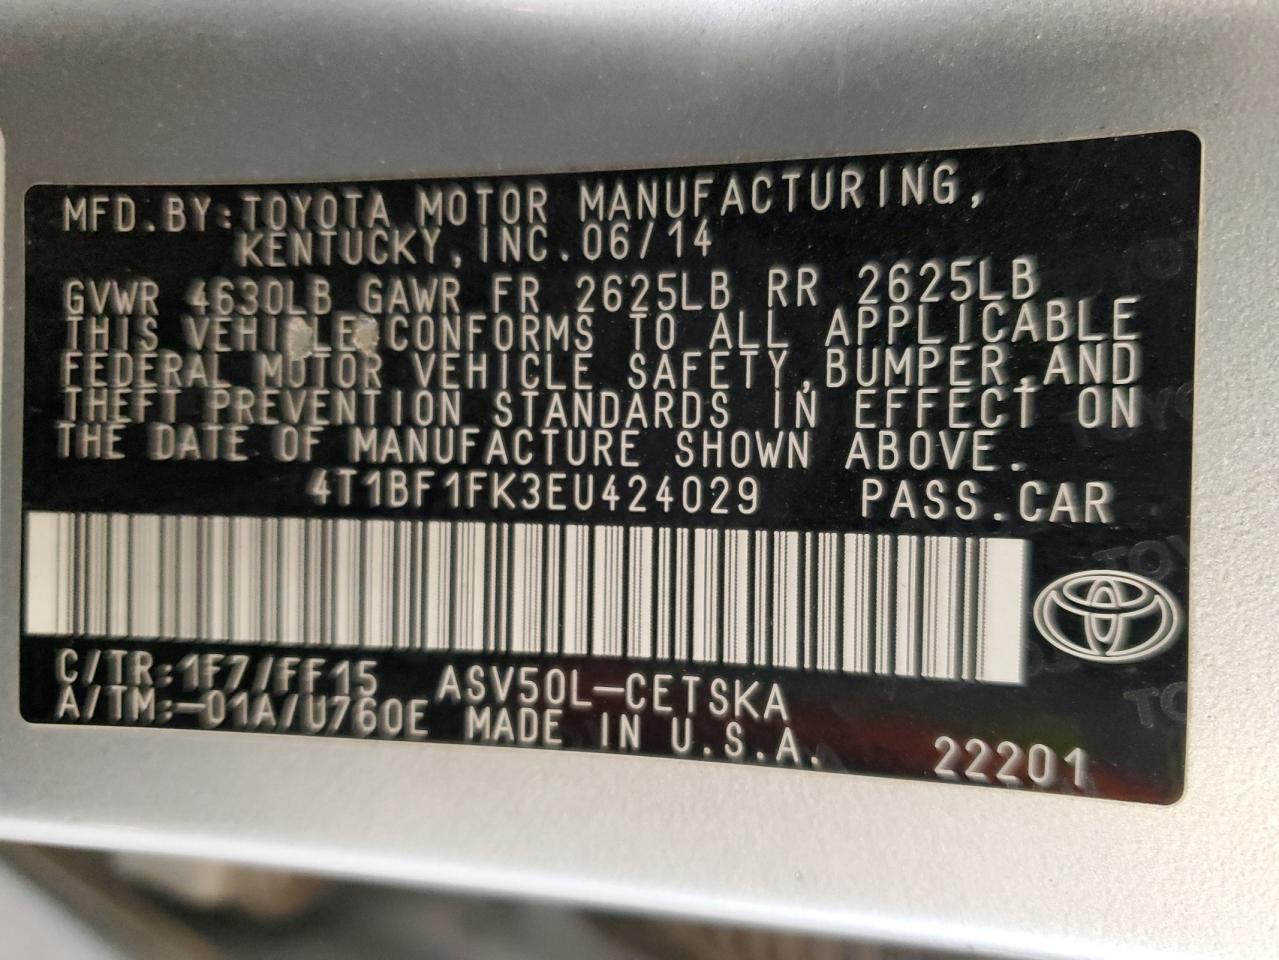 MFD.BY:TOYOTA MOTOR MANUFACTURING,
KENTUCKY,INC.06/14
GVWR 4630LB GAWR FR 2625LB RR 2625LB
THIS VEHICLE CONFORMS TO ALL APPLICABLE
FEDERAL MOTOR VEHICLE SAFETY,BUMPER,AND
THEFT PREVENTION STANDARDS IN EFFECT ON
THE DATE OF MANUFACTURE SHOWN ABOVE.
4T1BF1FK3EU424029 PASS.CAR
C/TR:1F7/FF15 ASV50L-CETSKA
A/TM:-01A/U760E MADE IN U.S.A.
22201